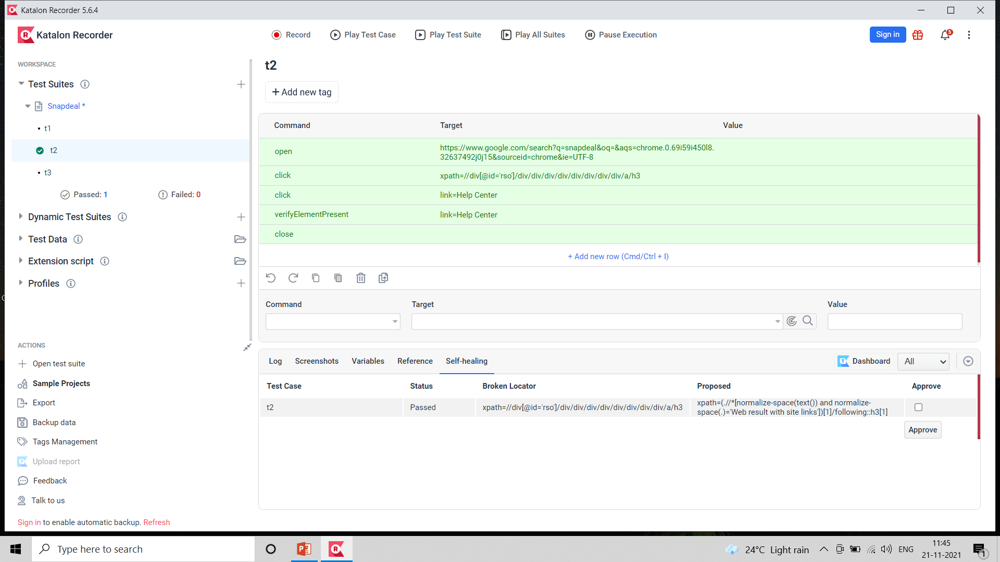 Katalon Recorder 5.6.4
Katalon Recorder
Record
Play Test Case
Play Test Suite
Play All Suites
Pause Execution
Sign in
5
WORKSPACE
Test Suites
Snapdeal *
t1
t2
t3
Passed: 1
Failed: 0
Dynamic Test Suites
Test Data
Extension script
Profiles
ACTIONS
Open test suite
Sample Projects
Export
Backup data
Tags Management
Upload report
Feedback
Talk to us
Sign in to enable automatic backup. Refresh
t2
+ Add new tag
Command Target Value
open https://www.google.com/search?q=snapdeal&oq=&aqs=chrome.0.69i59i450l8.
32637492j0j15&sourceid=chrome&ie=UTF-8
click xpath=//div[@id='rso']/div/div/div/div/div/div/div/div/a/h3
click link=Help Center
verifyElementPresent link=Help Center
close
+ Add new row (Cmd/Ctrl + I)
Command Target Value
Log Screenshots Variables Reference Self-healing
Dashboard All
Test Case Status Broken Locator Proposed Approve
t2 Passed xpath=//div[@id='rso']/div/div/div/div/div/div/div/div/a/h3 xpath=(.//*[normalize-space(text()) and normalize-
space(.)='Web result with site links'])[1]/following::h3[1]
Approve
Type here to search
24°C Light rain
ENG
11:45
21-11-2021
1